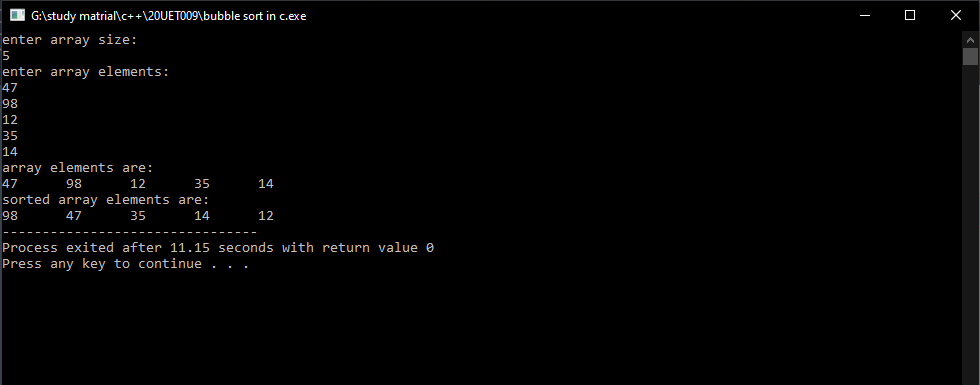 G:\study matrial\c++\20UET009\bubble sort in c.exe
enter array size:
5
enter array elements:
47
98
12
35
14
array elements are:
47 98 12 35 14
sorted array elements are:
98 47 35 14 12
--------------------------------
Process exited after 11.15 seconds with return value 0
Press any key to continue . . .